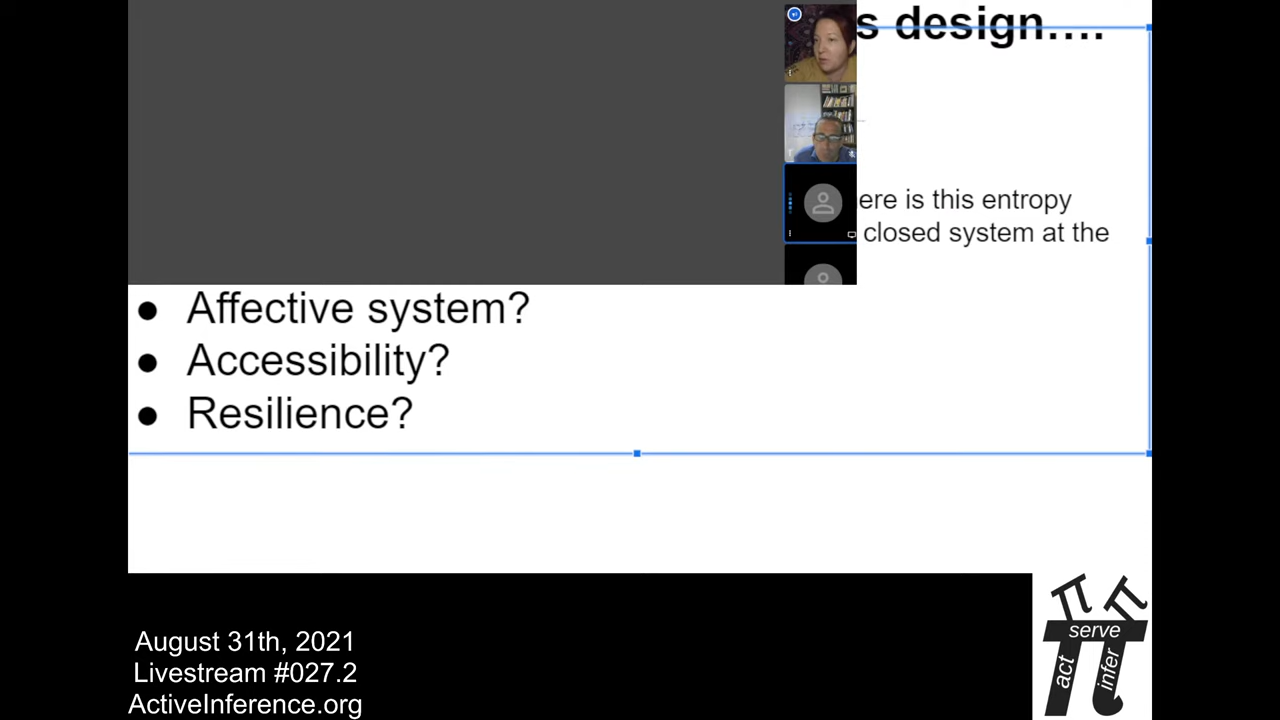 s design....
ere is this entropy
closed system at the
● Affective system?
● Accessibility?
● Resilience?
August 31th, 2021
Livestream #027.2
ActiveInference.org
serve
act
infer